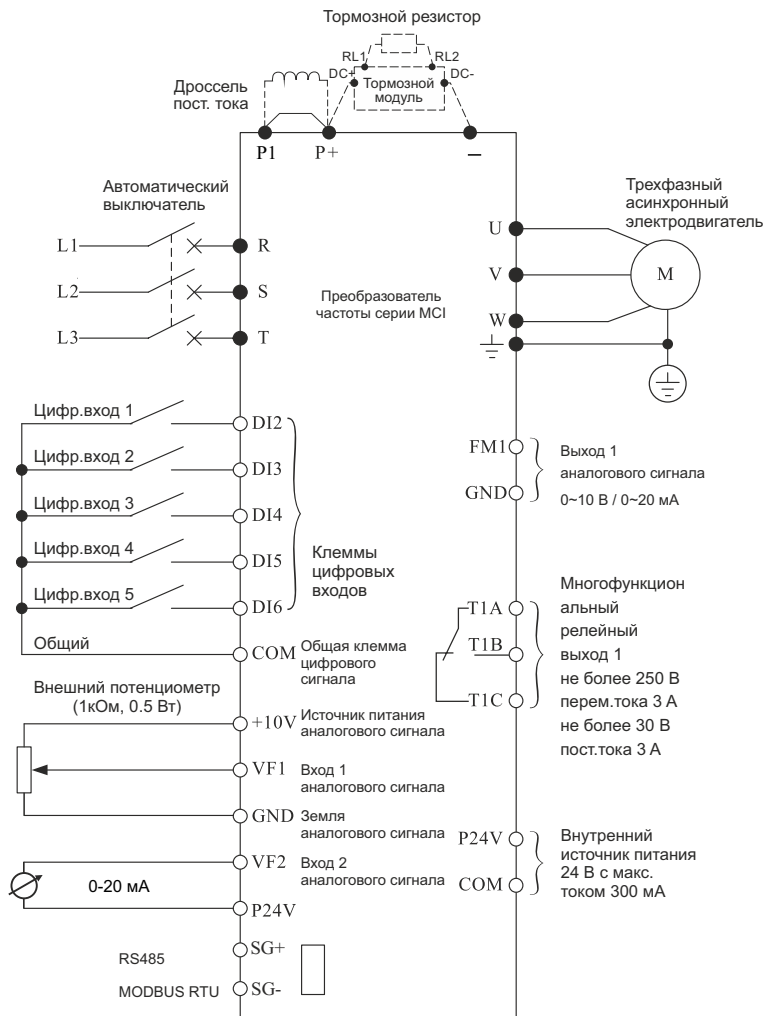 Тормозной резистор
RL1
RL2
DC+
DC-
Тормозной
модуль
Дроссель
пост. тока
P1
P+
–
Автоматический
выключатель
Трехфазный
асинхронный
электродвигатель
L1
R
L2
S
L3
T
U
V
W
M
Преобразователь
частоты серии MCI
Цифр.вход 1
DI2
Цифр.вход 2
DI3
Цифр.вход 3
DI4
Цифр.вход 4
DI5
Цифр.вход 5
DI6
Клеммы
цифровых
входов
Общий
COM
Общая клемма
цифрового
сигнала
FM1
GND
Выход 1
аналогового сигнала
0~10 В / 0~20 мА
T1A
T1B
T1C
Многофункцион
альный
релейный
выход 1
не более 250 В
перем.тока 3 А
не более 30 В
пост.тока 3 А
Внешний потенциометр
(1кОм, 0.5 Вт)
+10V
Источник питания
аналогового сигнала
VF1
Вход 1
аналогового сигнала
GND
Земля
аналогового сигнала
VF2
Вход 2
аналогового сигнала
0-20 мА
P24V
P24V
COM
Внутренний
источник питания
24 В с макс.
током 300 мА
RS485
SG+
MODBUS RTU
SG-